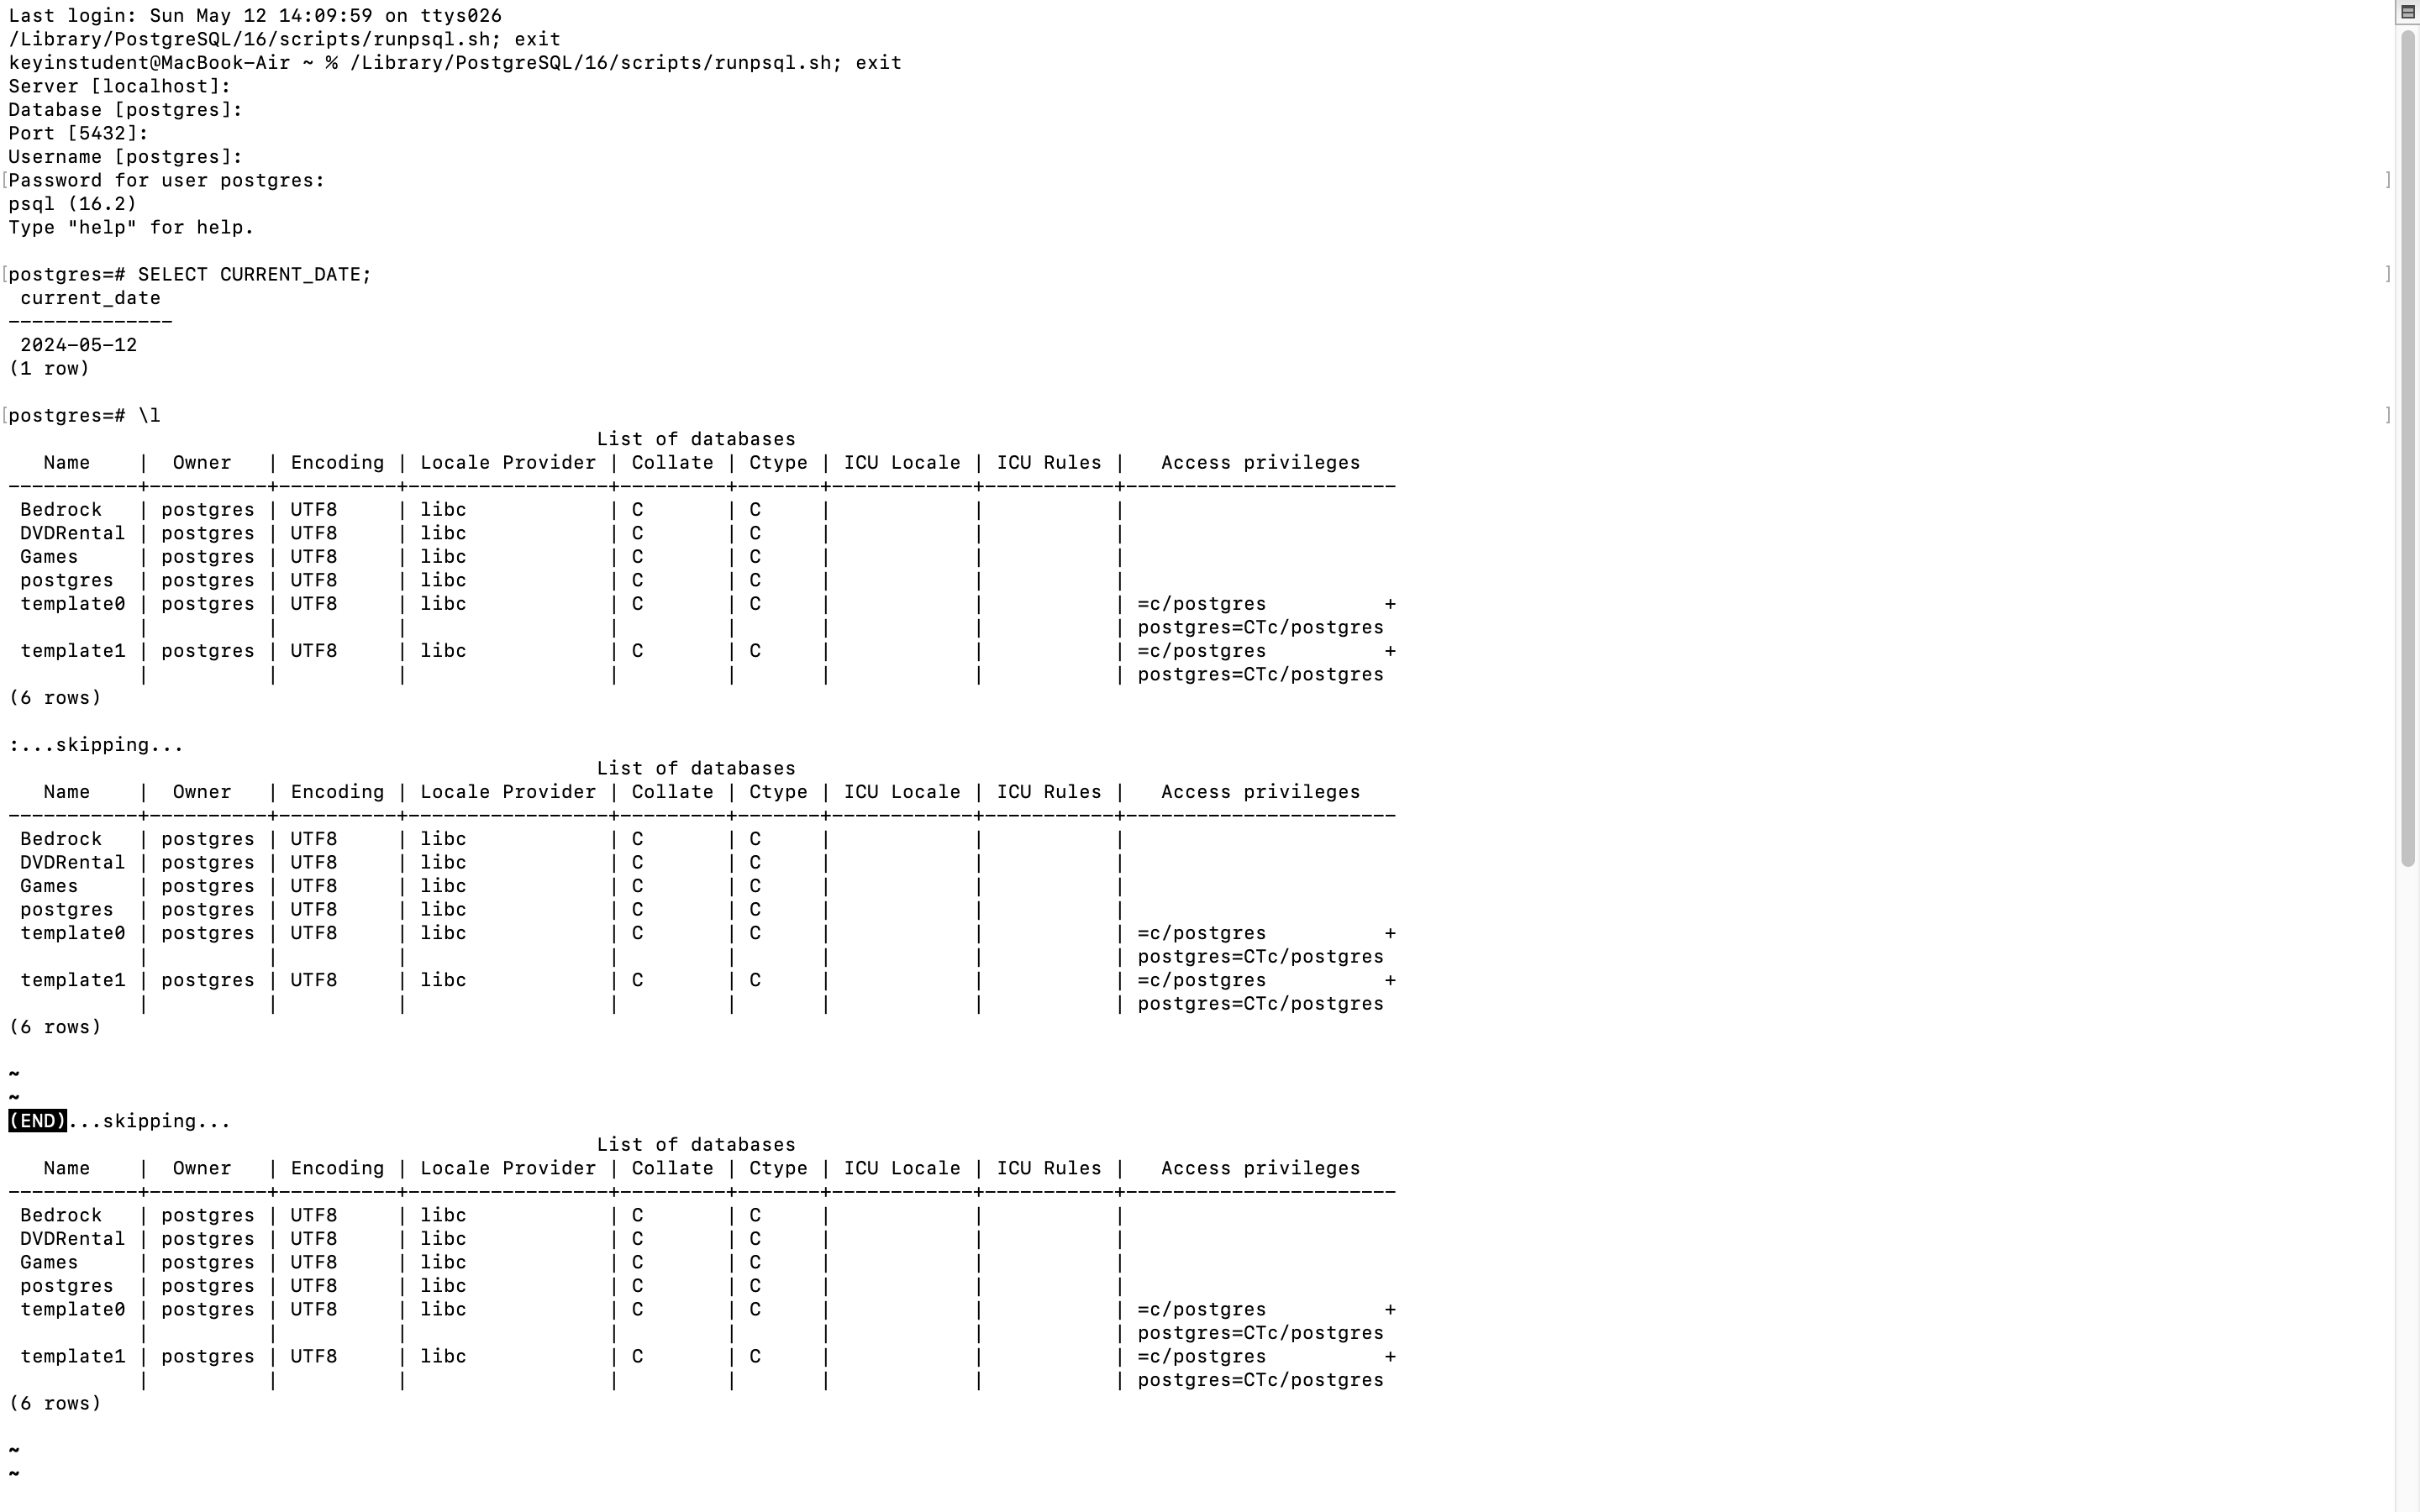 Last login: Sun May 12 14:09:59 on ttys026
/Library/PostgreSQL/16/scripts/runpsql.sh; exit
keyinstudent@MacBook-Air ~ % /Library/PostgreSQL/16/scripts/runpsql.sh; exit
Server [localhost]:
Database [postgres]:
Port [5432]:
Username [postgres]:
[Password for user postgres: ]
psql (16.2)
Type "help" for help.

[postgres=# SELECT CURRENT_DATE; ]
 current_date
--------------
 2024-05-12
(1 row)

[postgres=# \l ]
                                                  List of databases
   Name    |  Owner   | Encoding | Locale Provider | Collate | Ctype | ICU Locale | ICU Rules |   Access privileges
-----------+----------+----------+-----------------+---------+-------+------------+-----------+-----------------------
 Bedrock   | postgres | UTF8     | libc            | C       | C     |            |           |
 DVDRental | postgres | UTF8     | libc            | C       | C     |            |           |
 Games     | postgres | UTF8     | libc            | C       | C     |            |           |
 postgres  | postgres | UTF8     | libc            | C       | C     |            |           |
 template0 | postgres | UTF8     | libc            | C       | C     |            |           | =c/postgres          +
           |          |          |                 |         |       |            |           | postgres=CTc/postgres
 template1 | postgres | UTF8     | libc            | C       | C     |            |           | =c/postgres          +
           |          |          |                 |         |       |            |           | postgres=CTc/postgres
(6 rows)

:...skipping...
                                                  List of databases
   Name    |  Owner   | Encoding | Locale Provider | Collate | Ctype | ICU Locale | ICU Rules |   Access privileges
-----------+----------+----------+-----------------+---------+-------+------------+-----------+-----------------------
 Bedrock   | postgres | UTF8     | libc            | C       | C     |            |           |
 DVDRental | postgres | UTF8     | libc            | C       | C     |            |           |
 Games     | postgres | UTF8     | libc            | C       | C     |            |           |
 postgres  | postgres | UTF8     | libc            | C       | C     |            |           |
 template0 | postgres | UTF8     | libc            | C       | C     |            |           | =c/postgres          +
           |          |          |                 |         |       |            |           | postgres=CTc/postgres
 template1 | postgres | UTF8     | libc            | C       | C     |            |           | =c/postgres          +
           |          |          |                 |         |       |            |           | postgres=CTc/postgres
(6 rows)

~
~
(END)...skipping...
                                                  List of databases
   Name    |  Owner   | Encoding | Locale Provider | Collate | Ctype | ICU Locale | ICU Rules |   Access privileges
-----------+----------+----------+-----------------+---------+-------+------------+-----------+-----------------------
 Bedrock   | postgres | UTF8     | libc            | C       | C     |            |           |
 DVDRental | postgres | UTF8     | libc            | C       | C     |            |           |
 Games     | postgres | UTF8     | libc            | C       | C     |            |           |
 postgres  | postgres | UTF8     | libc            | C       | C     |            |           |
 template0 | postgres | UTF8     | libc            | C       | C     |            |           | =c/postgres          +
           |          |          |                 |         |       |            |           | postgres=CTc/postgres
 template1 | postgres | UTF8     | libc            | C       | C     |            |           | =c/postgres          +
           |          |          |                 |         |       |            |           | postgres=CTc/postgres
(6 rows)

~
~